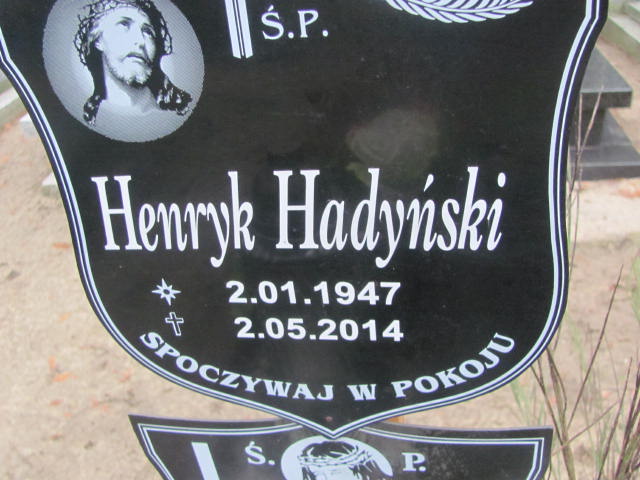 Ś.P.
Henryk Hadyński
2.01.1947
2.05.2014
SPOCZYWAJ W POKOJU
Ś. P.